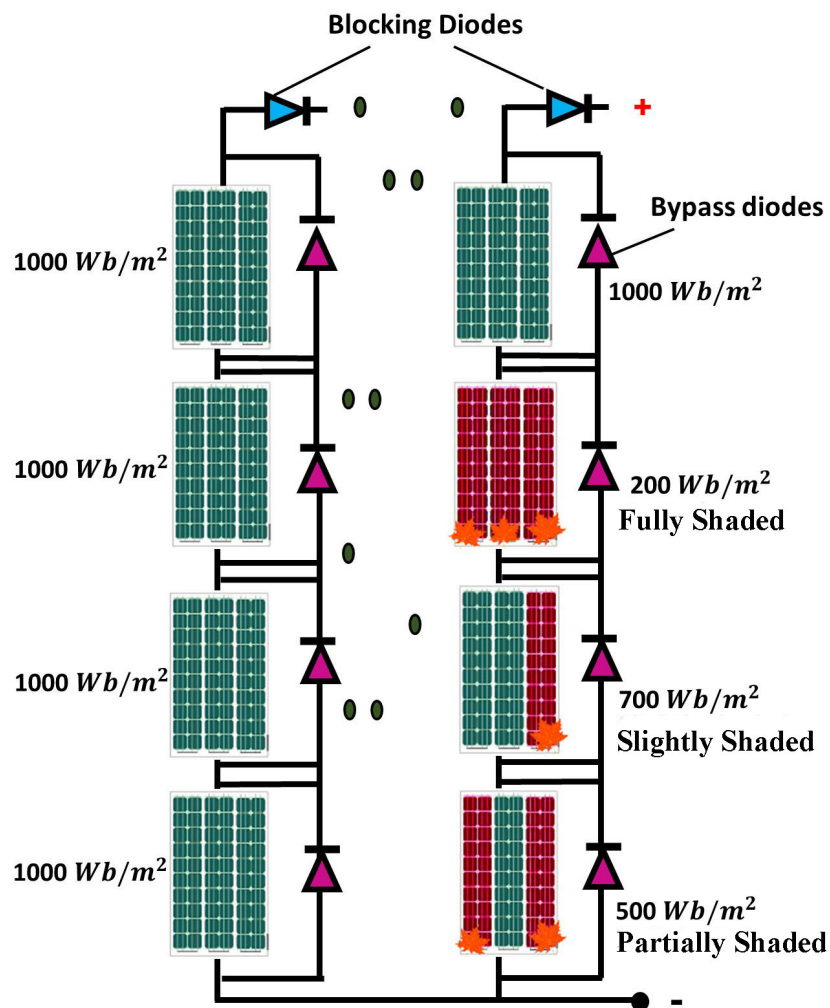 Blocking Diodes
+
Bypass diodes
1000 Wb/m²
1000 Wb/m²
1000 Wb/m²
200 Wb/m²
Fully Shaded
1000 Wb/m²
700 Wb/m²
Slightly Shaded
1000 Wb/m²
500 Wb/m²
Partially Shaded
-